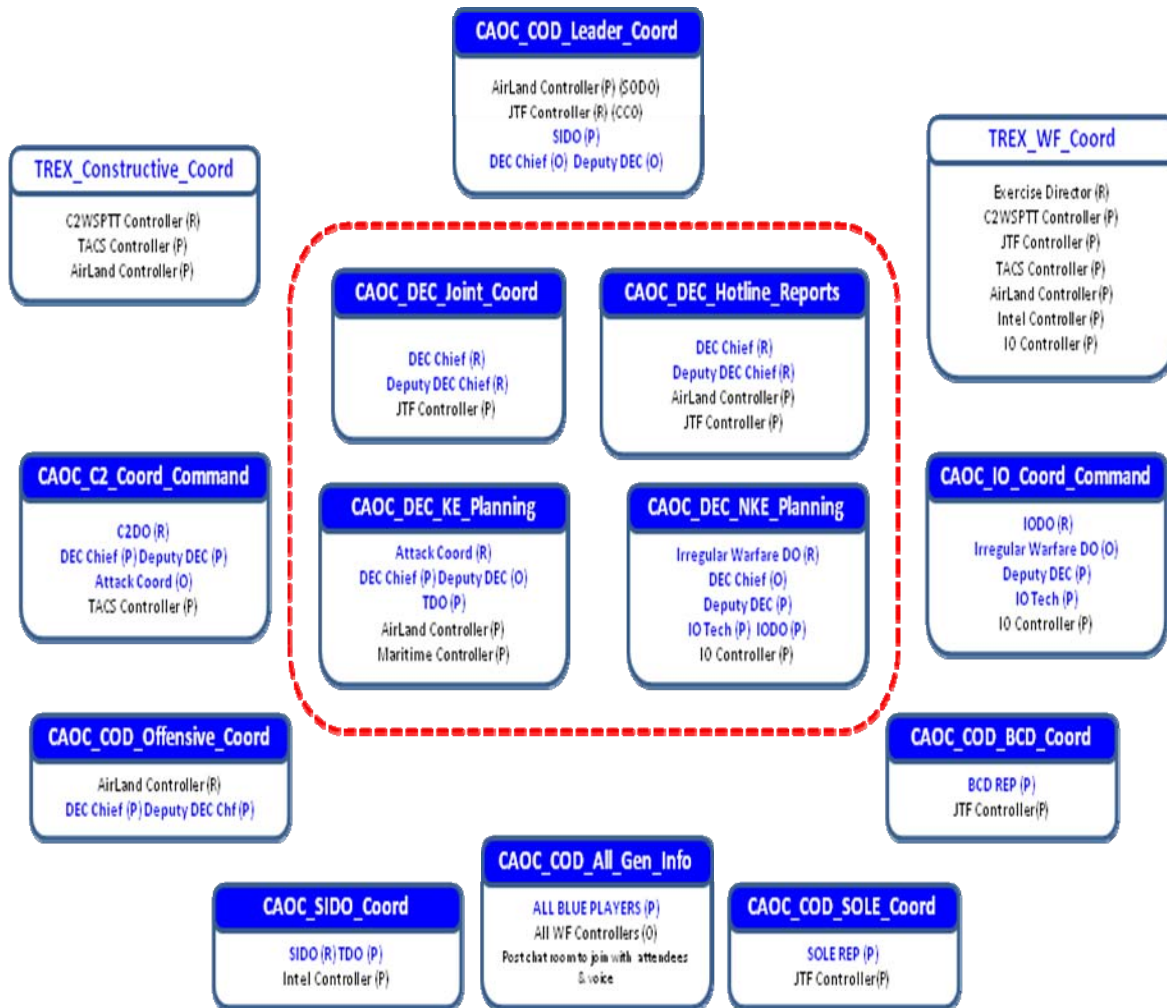 CAOC_COD_Leader_Coord
AirLand Controller (P) (SODO)
JTF Controller (R) (CCO)
SIDO (P)
DEC Chief (O) Deputy DEC (O)
TREX_Constructive_Coord
C2WSPTT Controller (R)
TACS Controller (P)
AirLand Controller (P)
TREX_WF_Coord
Exercise Director (R)
C2WSPTT Controller (P)
JTF Controller (P)
TACS Controller (P)
AirLand Controller (P)
Intel Controller (P)
IO Controller (P)
CAOC_DEC_Joint_Coord
DEC Chief (R)
Deputy DEC Chief (R)
JTF Controller (P)
CAOC_DEC_Hotline_Reports
DEC Chief (R)
Deputy DEC Chief (R)
AirLand Controller (P)
JTF Controller (P)
CAOC_C2_Coord_Command
C2DO (R)
DEC Chief (P) Deputy DEC (P)
Attack Coord (O)
TACS Controller (P)
CAOC_DEC_KE_Planning
Attack Coord (R)
DEC Chief (P) Deputy DEC (O)
TDO (P)
AirLand Controller (P)
Maritime Controller (P)
CAOC_DEC_NKE_Planning
Irregular Warfare DO (R)
DEC Chief (O)
Deputy DEC (P)
IO Tech (P) IODO (P)
IO Controller (P)
CAOC_IO_Coord_Command
IODO (R)
Irregular Warfare DO (O)
Deputy DEC (P)
IO Tech (P)
IO Controller (P)
CAOC_COD_Offensive_Coord
AirLand Controller (R)
DEC Chief (P) Deputy DEC Chf (P)
CAOC_COD_BCD_Coord
BCD REP (P)
JTF Controller(P)
CAOC_SIDO_Coord
SIDO (R) TDO (P)
Intel Controller (P)
CAOC_COD_All_Gen_Info
ALL BLUE PLAYERS (P)
All WF Controllers (O)
Post chat room to join with attendees
& voice
CAOC_COD_SOLE_Coord
SOLE REP (P)
JTF Controller(P)